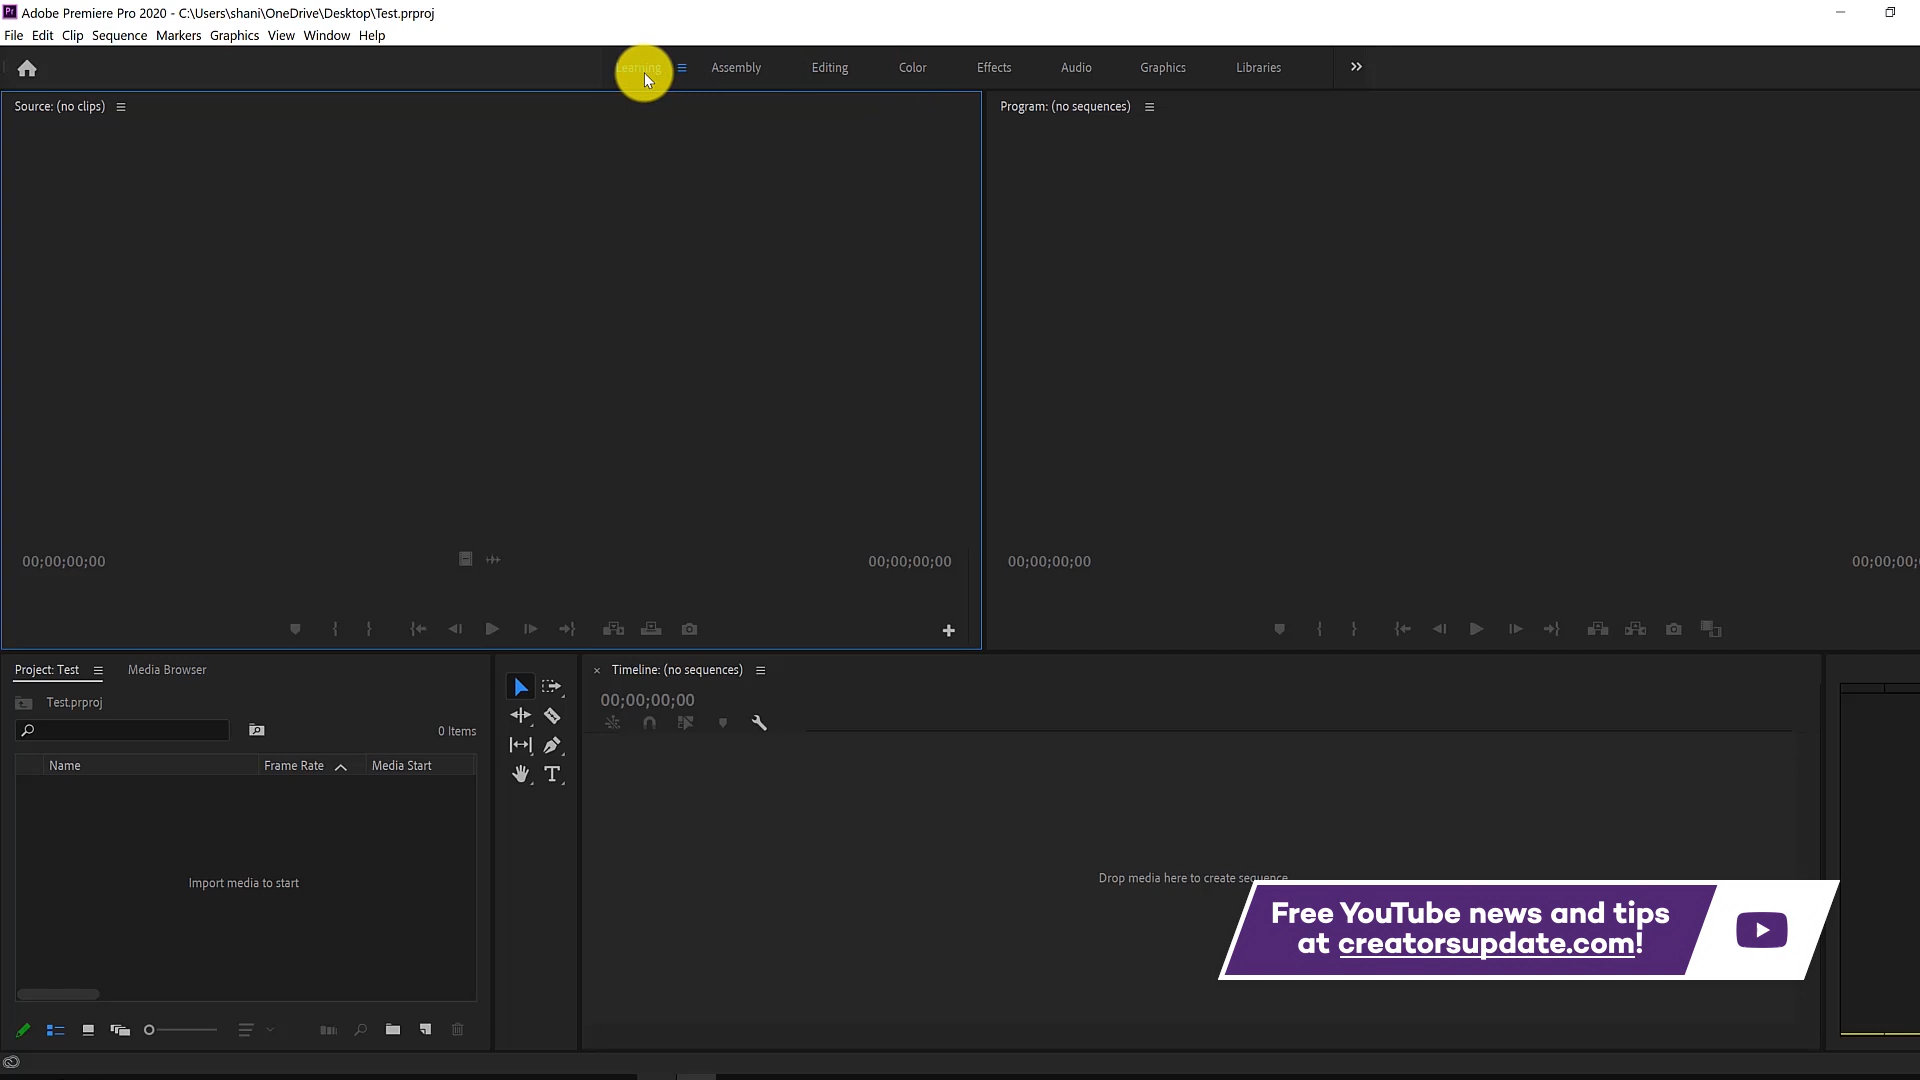 Adobe Premiere Pro 2020 - C:\Users\shani\OneDrive\Desktop\Test.prproj
File Edit Clip Sequence Markers Graphics View Window Help
Learning Assembly Editing Color Effects Audio Graphics Libraries
Source: (no clips)
Program: (no sequences)
00;00;00;00
00;00;00;00
00;00;00;00
00;00;00;
Project: Test Media Browser
Test.prproj
0 Items
Name Frame Rate Media Start
Import media to start
Timeline: (no sequences)
00;00;00;00
Drop media here to create sequence
Free YouTube news and tips
at creatorsupdate.com!